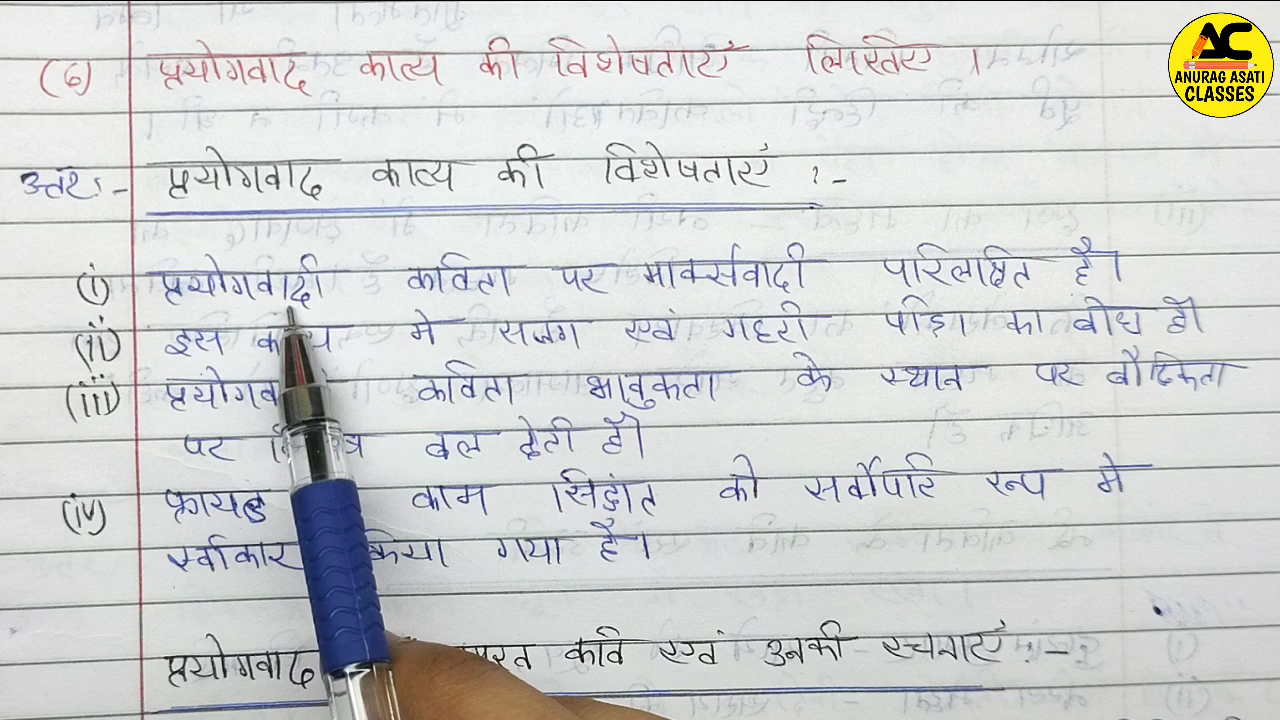 ANURAG ASATI
CLASSES
(6) प्रयोगवाद काव्य की विशेषताएँ लिखिए ।
उत्तर:- प्रयोगवाद काव्य की विशेषताएँ :-
(i) प्रयोगवादी कविता पर मार्क्सवादी परिलक्षित है।
(ii) इस में सजग एवं गहरी पीड़ा का बोध है।
(iii) कविता भावुकता के स्थान पर बौद्धिकता
पर बल देती है।
(iv) फ्रायड काम सिद्धांत को सर्वोपरि रूप मे
स्वीकार किया गया है।
प्रयोगवाद कवि एवं उनकी रचनाएँ :-